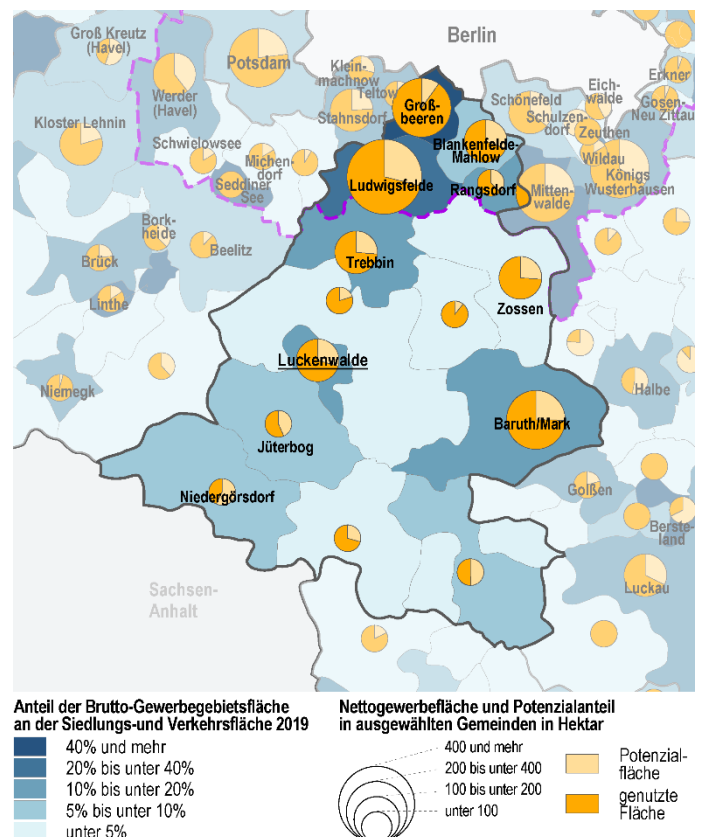 Groß Kreutz
(Havel)
Berlin
Potsdam
Klein-
machnow
Teltow
Erkner
Werder
(Havel)
Groß-
beeren
Eich-
walde
Schönefeld
Gosen-
Neu Zittau
Stahnsdorf
Schulzen-
dorf
Kloster Lehnin
Zeuthen
Blankenfelde-
Mahlow
Schwielowsee
Michen-
dorf
Wildau
Königs
Wusterhausen
Ludwigsfelde
Rangsdorf
Seddiner
See
Mitten-
walde
Bork-
heide
Beelitz
Brück
Trebbin
Linthe
Zossen
Luckenwalde
Niemegk
Halbe
Baruth/Mark
Jüterbog
Niedergörsdorf
Golßen
Berste-
land
Sachsen-
Anhalt
Luckau
Anteil der Brutto-Gewerbegebietsfläche
an der Siedlungs-und Verkehrsfläche 2019
40% und mehr
20% bis unter 40%
10% bis unter 20%
5% bis unter 10%
unter 5%
Nettogewerbefläche und Potenzialanteil
in ausgewählten Gemeinden in Hektar
400 und mehr
200 bis unter 400
100 bis unter 200
unter 100
Potenzial-
fläche
genutzte
Fläche